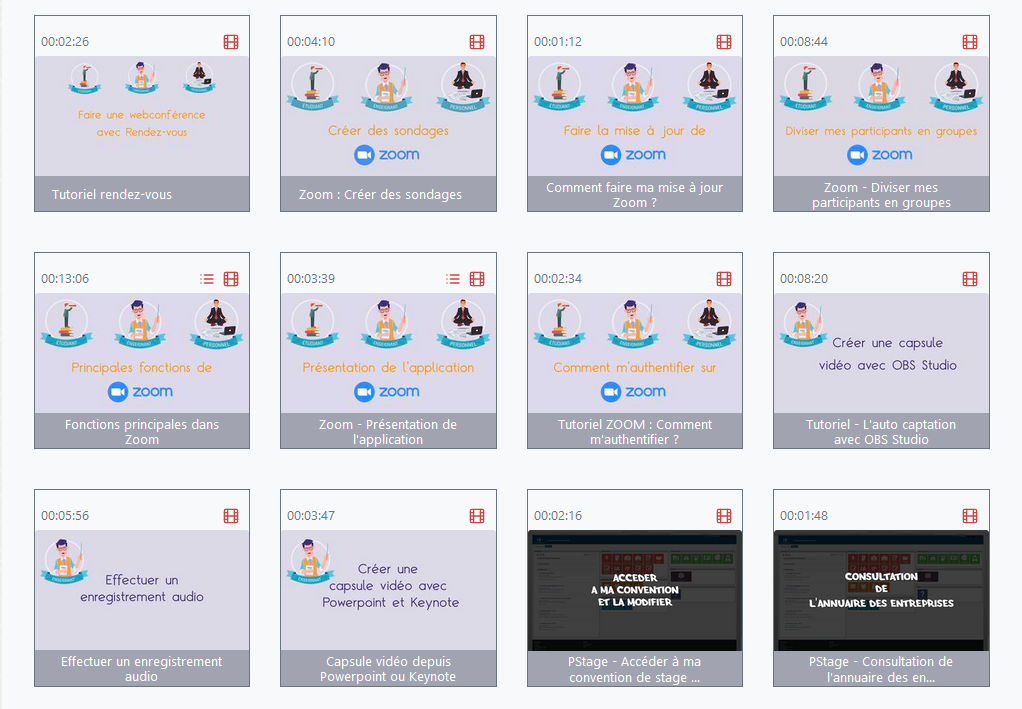 00:02:26
Faire une webconférence
avec Rendez-vous
Tutoriel rendez-vous
00:04:10
ETUDIANT
ENSEIGNANT
PERSONNEL
Créer des sondages
zoom
Zoom : Créer des sondages
00:01:12
ETUDIANT
ENSEIGNANT
PERSONNEL
Faire la mise à jour de
zoom
Comment faire ma mise à jour
Zoom ?
00:08:44
ETUDIANT
ENSEIGNANT
PERSONNEL
Diviser mes participants en groupes
zoom
Zoom - Diviser mes
participants en groupes
00:13:06
ETUDIANT
ENSEIGNANT
PERSONNEL
Principales fonctions de
zoom
Fonctions principales dans
Zoom
00:03:39
ETUDIANT
ENSEIGNANT
PERSONNEL
Présentation de l'application
zoom
Zoom - Présentation de
l'application
00:02:34
ETUDIANT
ENSEIGNANT
PERSONNEL
Comment m'authentifier sur
zoom
Tutoriel ZOOM : Comment
m'authentifier ?
00:08:20
ENSEIGNANT
Créer une capsule
vidéo avec OBS Studio
Tutoriel - L'auto captation
avec OBS Studio
00:05:56
ENSEIGNANT
Effectuer un
enregistrement audio
Effectuer un enregistrement
audio
00:03:47
ENSEIGNANT
Créer une
capsule vidéo avec
Powerpoint et Keynote
Capsule vidéo depuis
Powerpoint ou Keynote
00:02:16
ACCEDER
A MA CONVENTION
ET LA MODIFIER
PStage - Accéder à ma
convention de stage ...
00:01:48
CONSULTATION
DE
L'ANNUAIRE DES ENTREPRISES
PStage - Consultation de
l'annuaire des en...